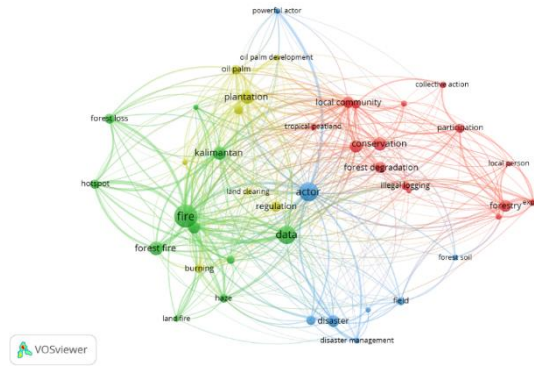 powerful actor
oil palm development
oil palm
collective action
plantation
local community
forest loss
tropical peatland
participation
conservation
kalimantan
local person
forest degradation
hotspot
land clearing
actor
illegal logging
regulation
forestry
fire
data
forest fire
forest soil
burning
haze
field
land fire
disaster
disaster management
VOSviewer